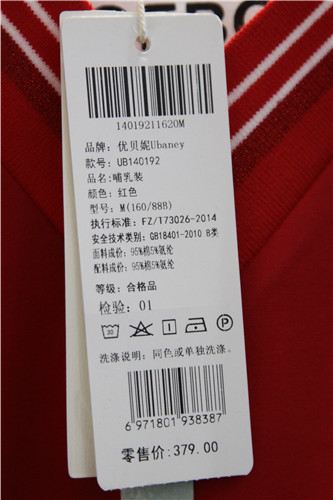 14019211620M
品牌：优贝妮Ubaney
款号：UB140192
品名：哺乳装
颜色：红色
型号：M(160/88B)
执行标准：FZ/T73026-2014
安全技术类别：GB18401-2010 B类
面料成份：95%棉5%氨纶
配料成份：95%棉5%氨纶
等级：合格品
检验：01
30
P
洗涤说明：同色或单独洗涤。
6 971801 938387
零售价：379.00